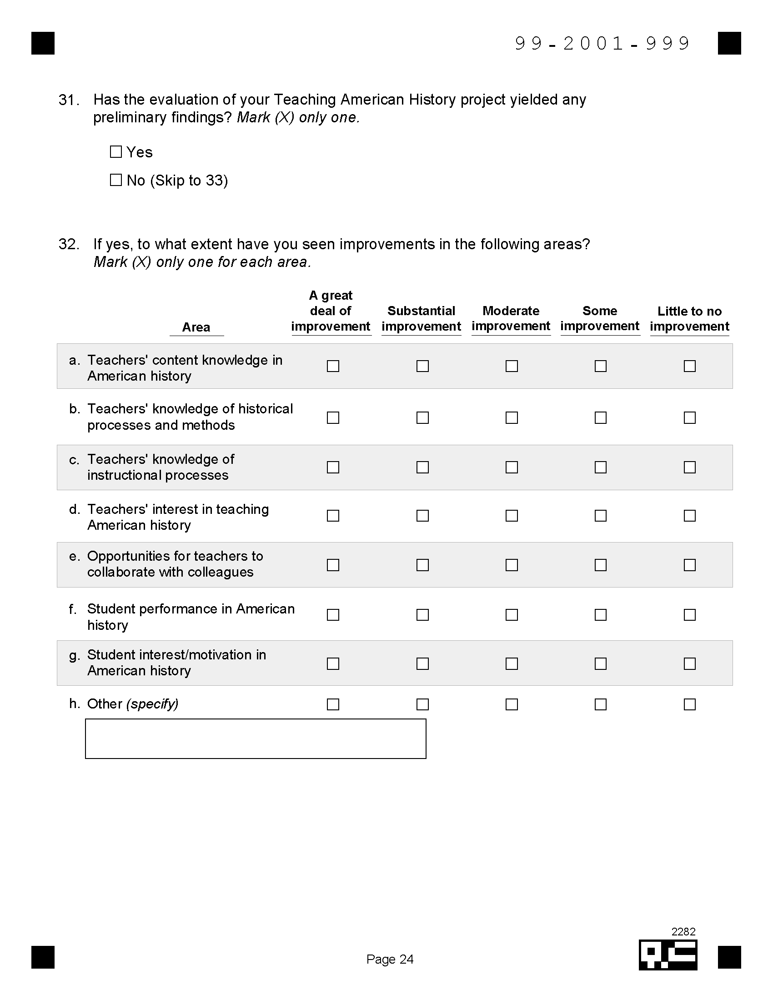 99-2001-999
31. Has the evaluation of your Teaching American History project yielded any
preliminary findings? Mark (X) only one.
Yes
No (Skip to 33)
32. If yes, to what extent have you seen improvements in the following areas?
Mark (X) only one for each area.
Area
A great
deal of
improvement
Substantial
improvement
Moderate
improvement
Some
improvement
Little to no
improvement
a. Teachers' content knowledge in
American history
b. Teachers' knowledge of historical
processes and methods
c. Teachers' knowledge of
instructional processes
d. Teachers' interest in teaching
American history
e. Opportunities for teachers to
collaborate with colleagues
f. Student performance in American
history
g. Student interest/motivation in
American history
h. Other (specify)
2282
Page 24